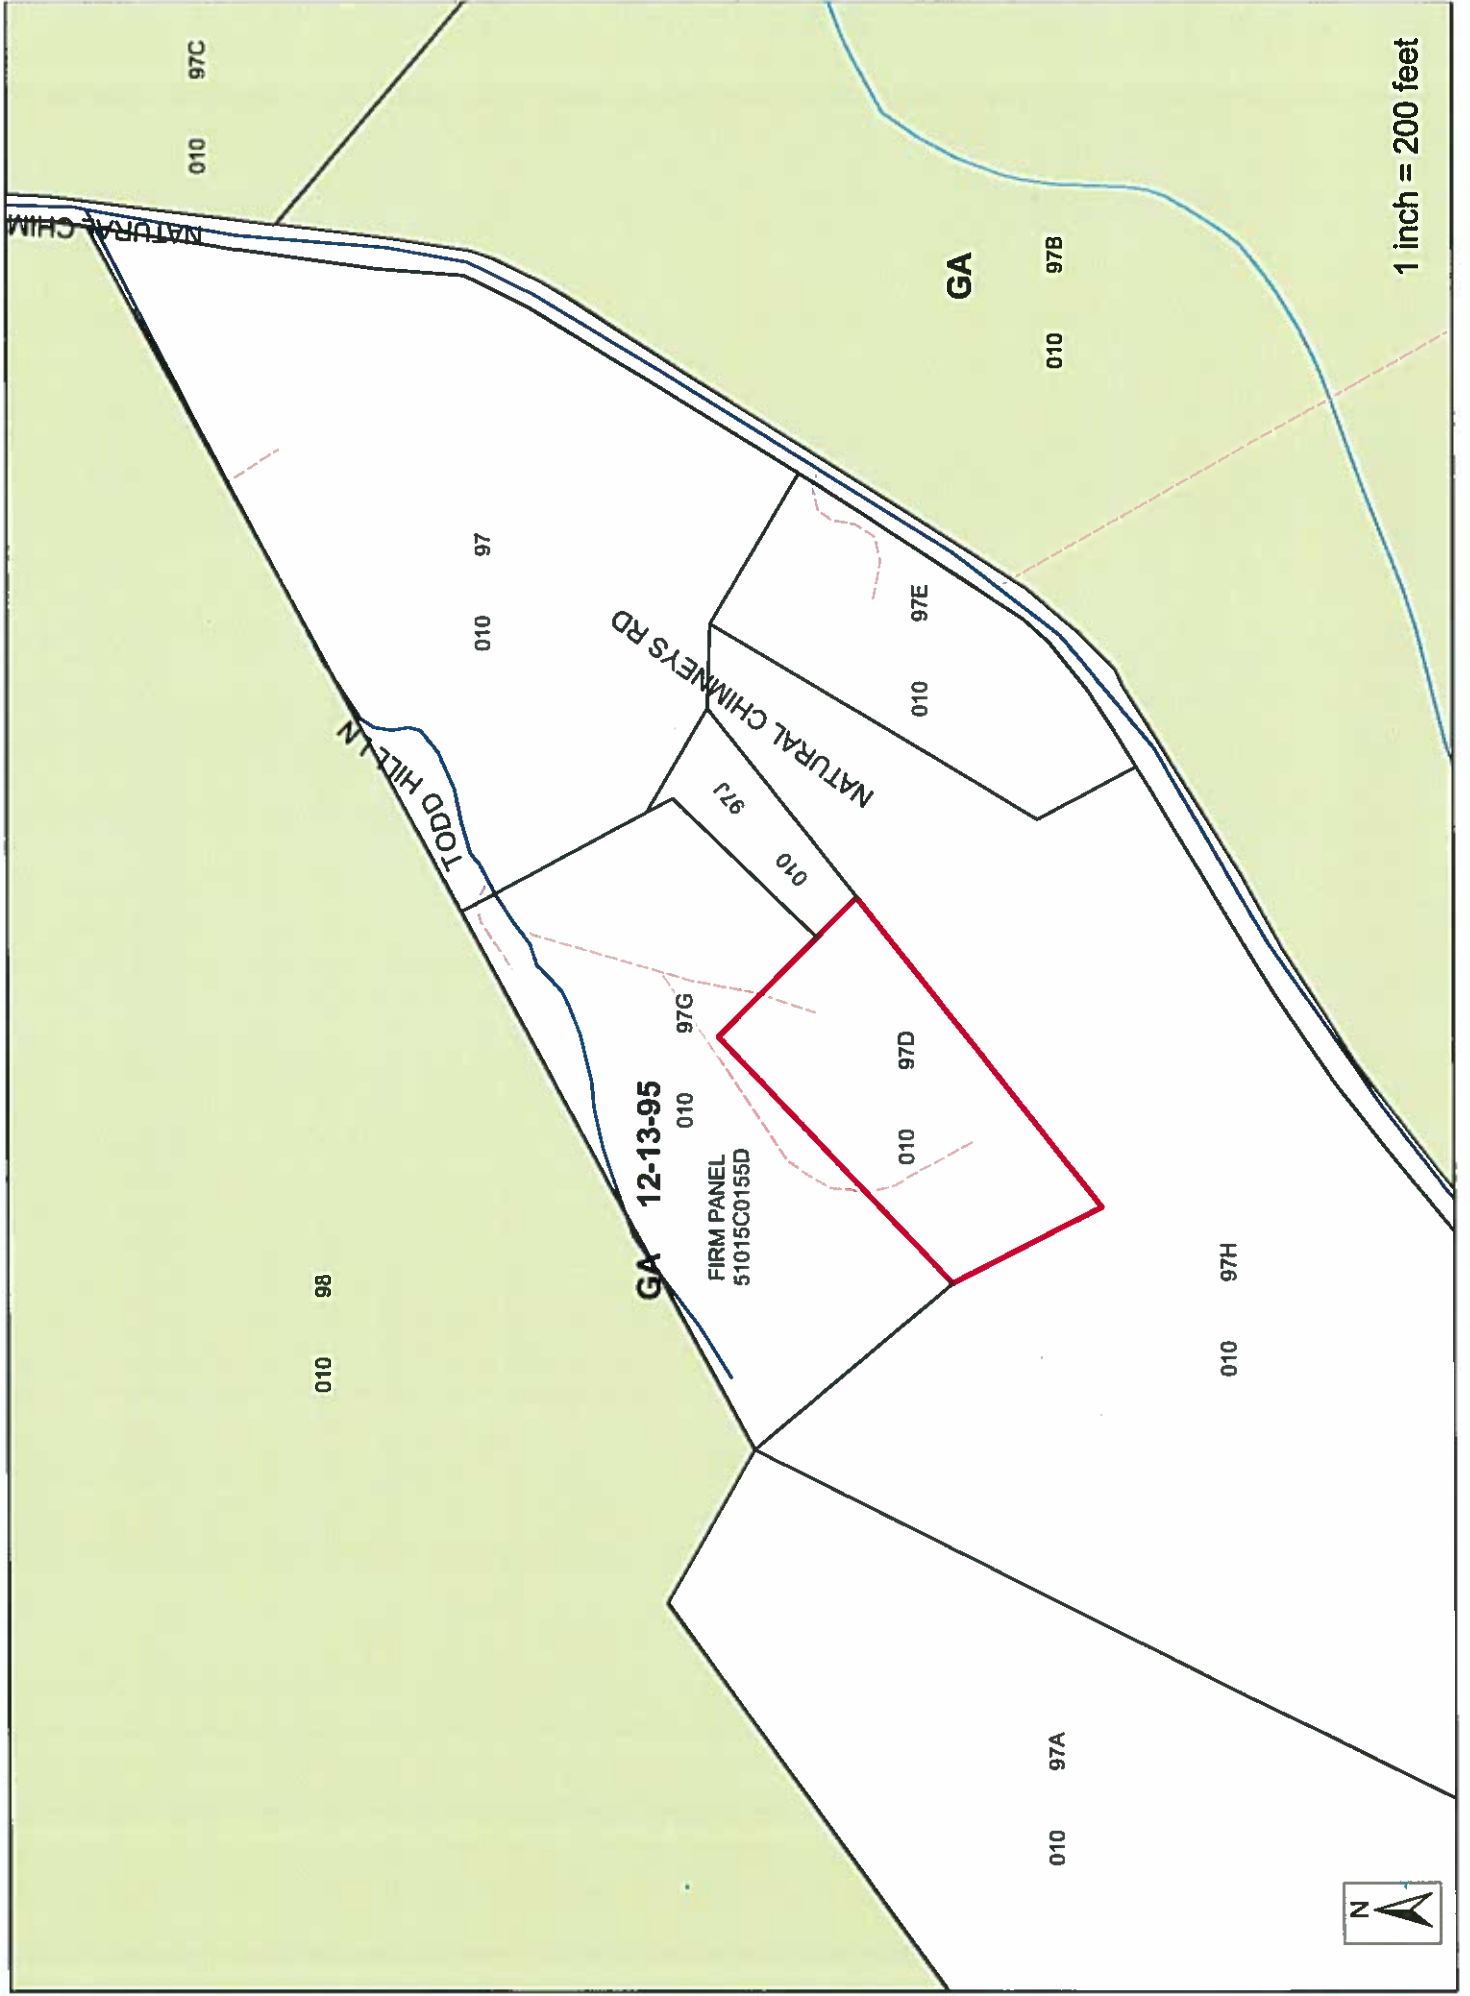 010 98
010 97C
NATURAL CHIM
010 97
TODD HILL LN
GA 12-13-95
010 97G
FIRM PANEL
51015C0155D
010 97J
NATURAL CHIMNEYS RD
010 97E
010 97D
GA
010 97B
010 97A
010 97H
N
1 inch = 200 feet